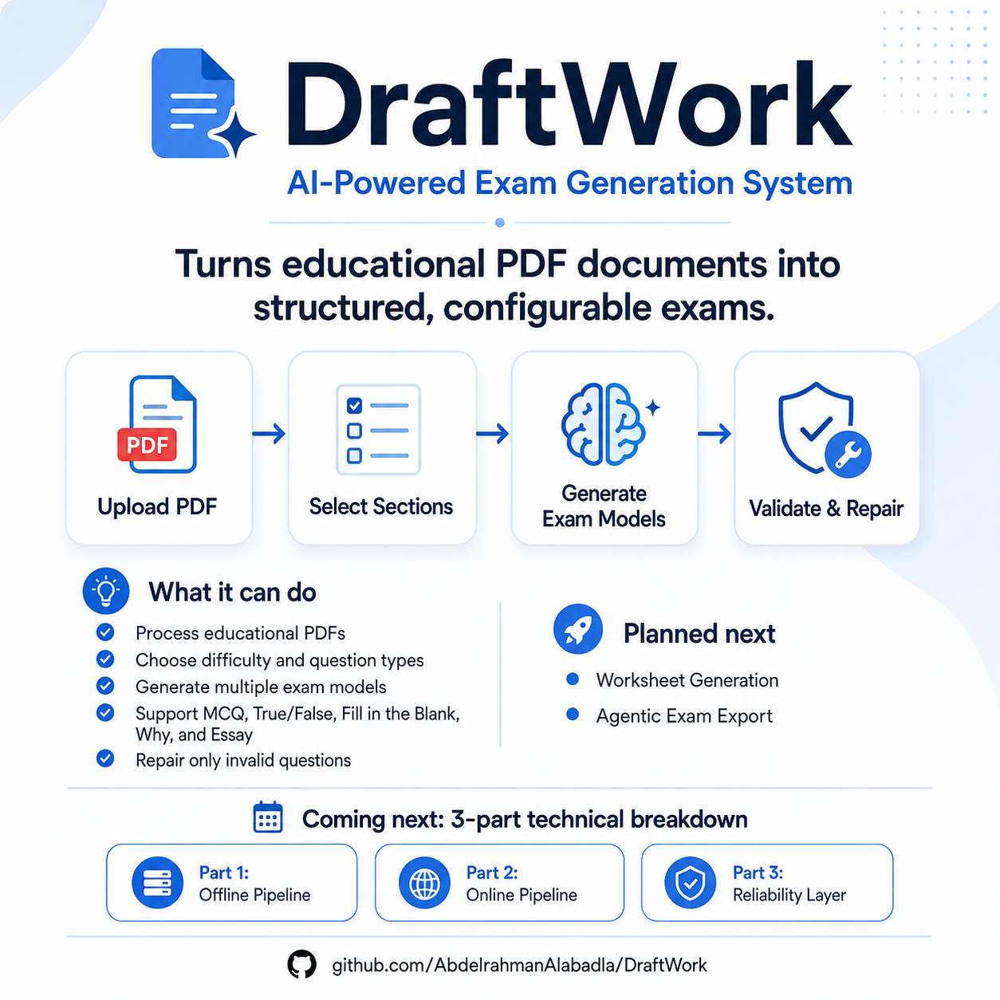 DraftWork
AI-Powered Exam Generation System
Turns educational PDF documents into
structured, configurable exams.
PDF
Upload PDF
Select Sections
Generate
Exam Models
Validate & Repair
What it can do
Process educational PDFs
Choose difficulty and question types
Generate multiple exam models
Support MCQ, True/False, Fill in the Blank,
Why, and Essay
Repair only invalid questions
Planned next
Worksheet Generation
Agentic Exam Export
Coming next: 3-part technical breakdown
Part 1:
Offline Pipeline
Part 2:
Online Pipeline
Part 3:
Reliability Layer
github.com/AbdelrahmanAlabadla/DraftWork